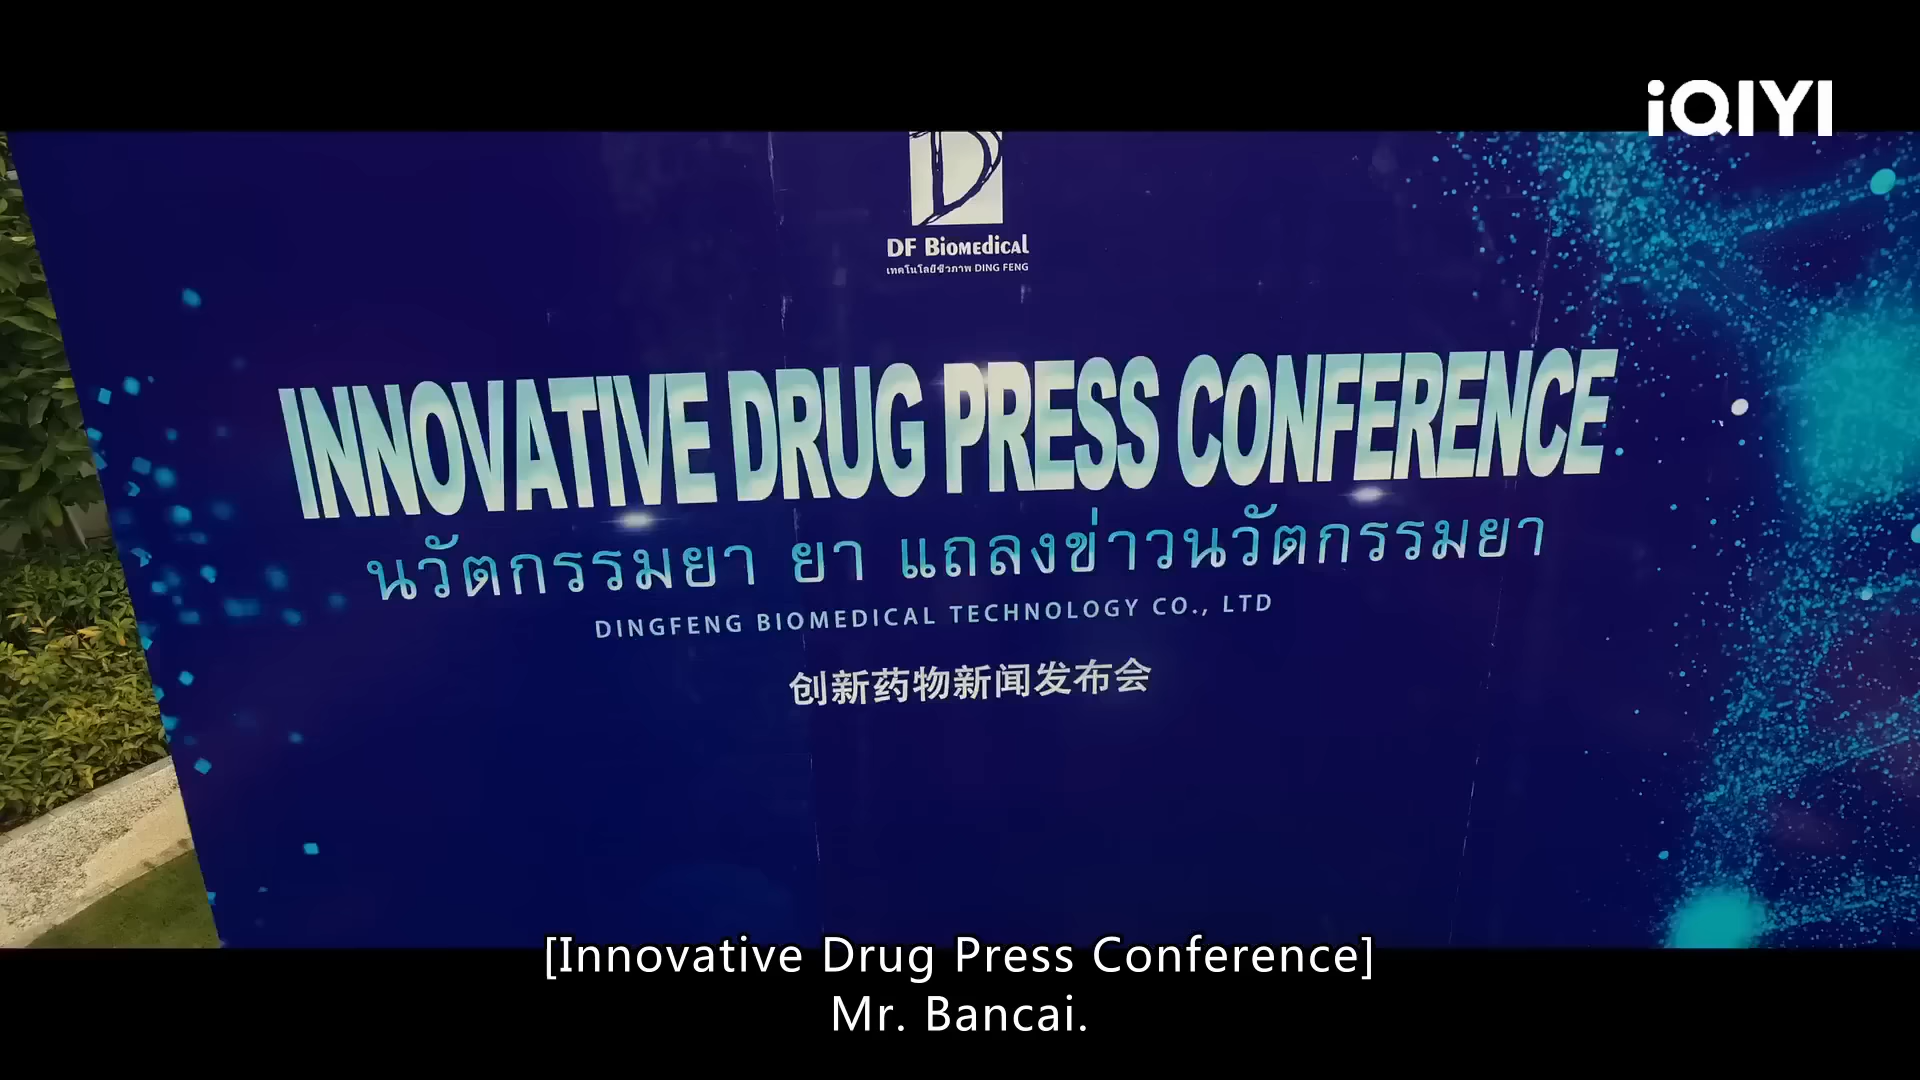 iQIYI
D
DF Biomedical
เทคโนโลยีชีวภาพ DING FENG
INNOVATIVE DRUG PRESS CONFERENCE
นวัตกรรมยา ยา แถลงข่าวนวัตกรรมยา
DINGFENG BIOMEDICAL TECHNOLOGY CO., LTD
创新药物新闻发布会
[Innovative Drug Press Conference]
Mr. Bancai.